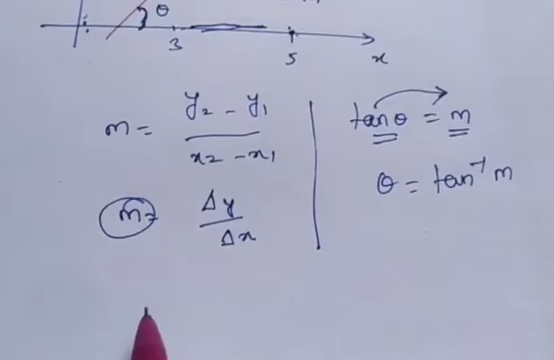 θ
3
5
x
m = y₂ - y₁ / x₂ - x₁
m = Δy / Δx
tanθ = m
θ = tan⁻¹ m